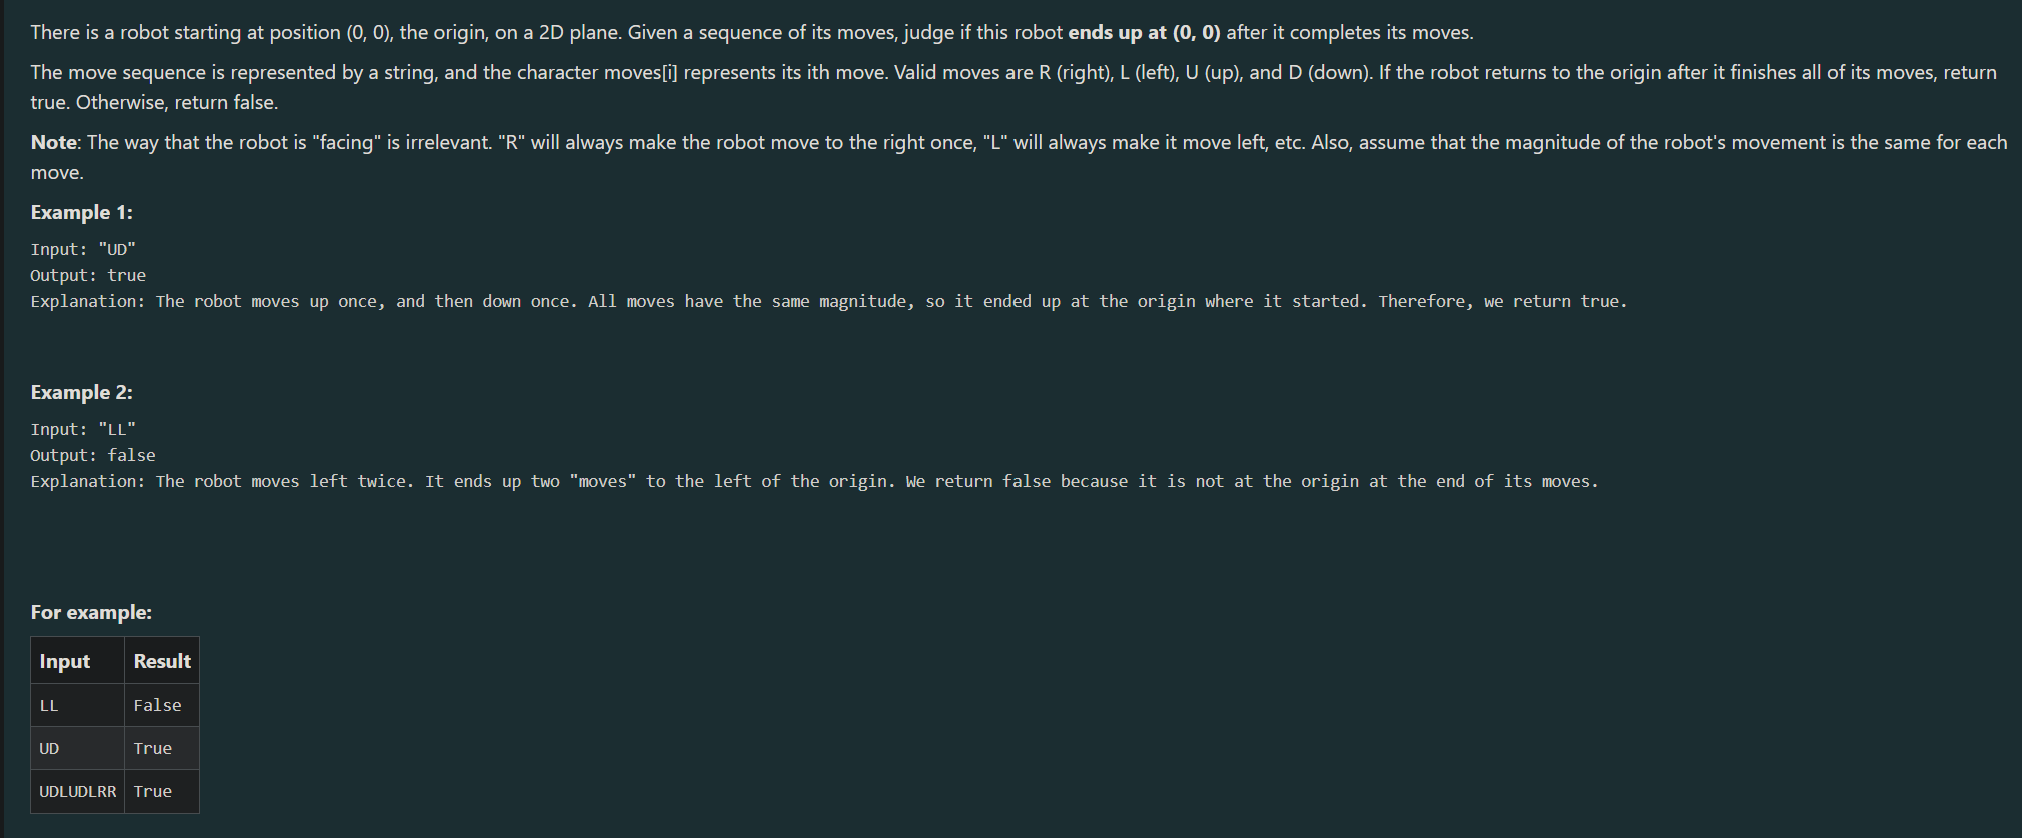 There is a robot starting at position (0, 0), the origin, on a 2D plane. Given a sequence of its moves, judge if this robot ends up at (0, 0) after it completes its moves.
The move sequence is represented by a string, and the character moves[i] represents its ith move. Valid moves are R (right), L (left), U (up), and D (down). If the robot returns to the origin after it finishes all of its moves, return
true. Otherwise, return false.
Note: The way that the robot is "facing" is irrelevant. "R" will always make the robot move to the right once, "L" will always make it move left, etc. Also, assume that the magnitude of the robot's movement is the same for each
move.
Example 1:
Input: "UD"
Output: true
Explanation: The robot moves up once, and then down once. All moves have the same magnitude, so it ended up at the origin where it started. Therefore, we return true.
Example 2:
Input: "LL"
Output: false
Explanation: The robot moves left twice. It ends up two "moves" to the left of the origin. We return false because it is not at the origin at the end of its moves.
For example:
Input Result
LL False
UD True
UDLUDLRR True